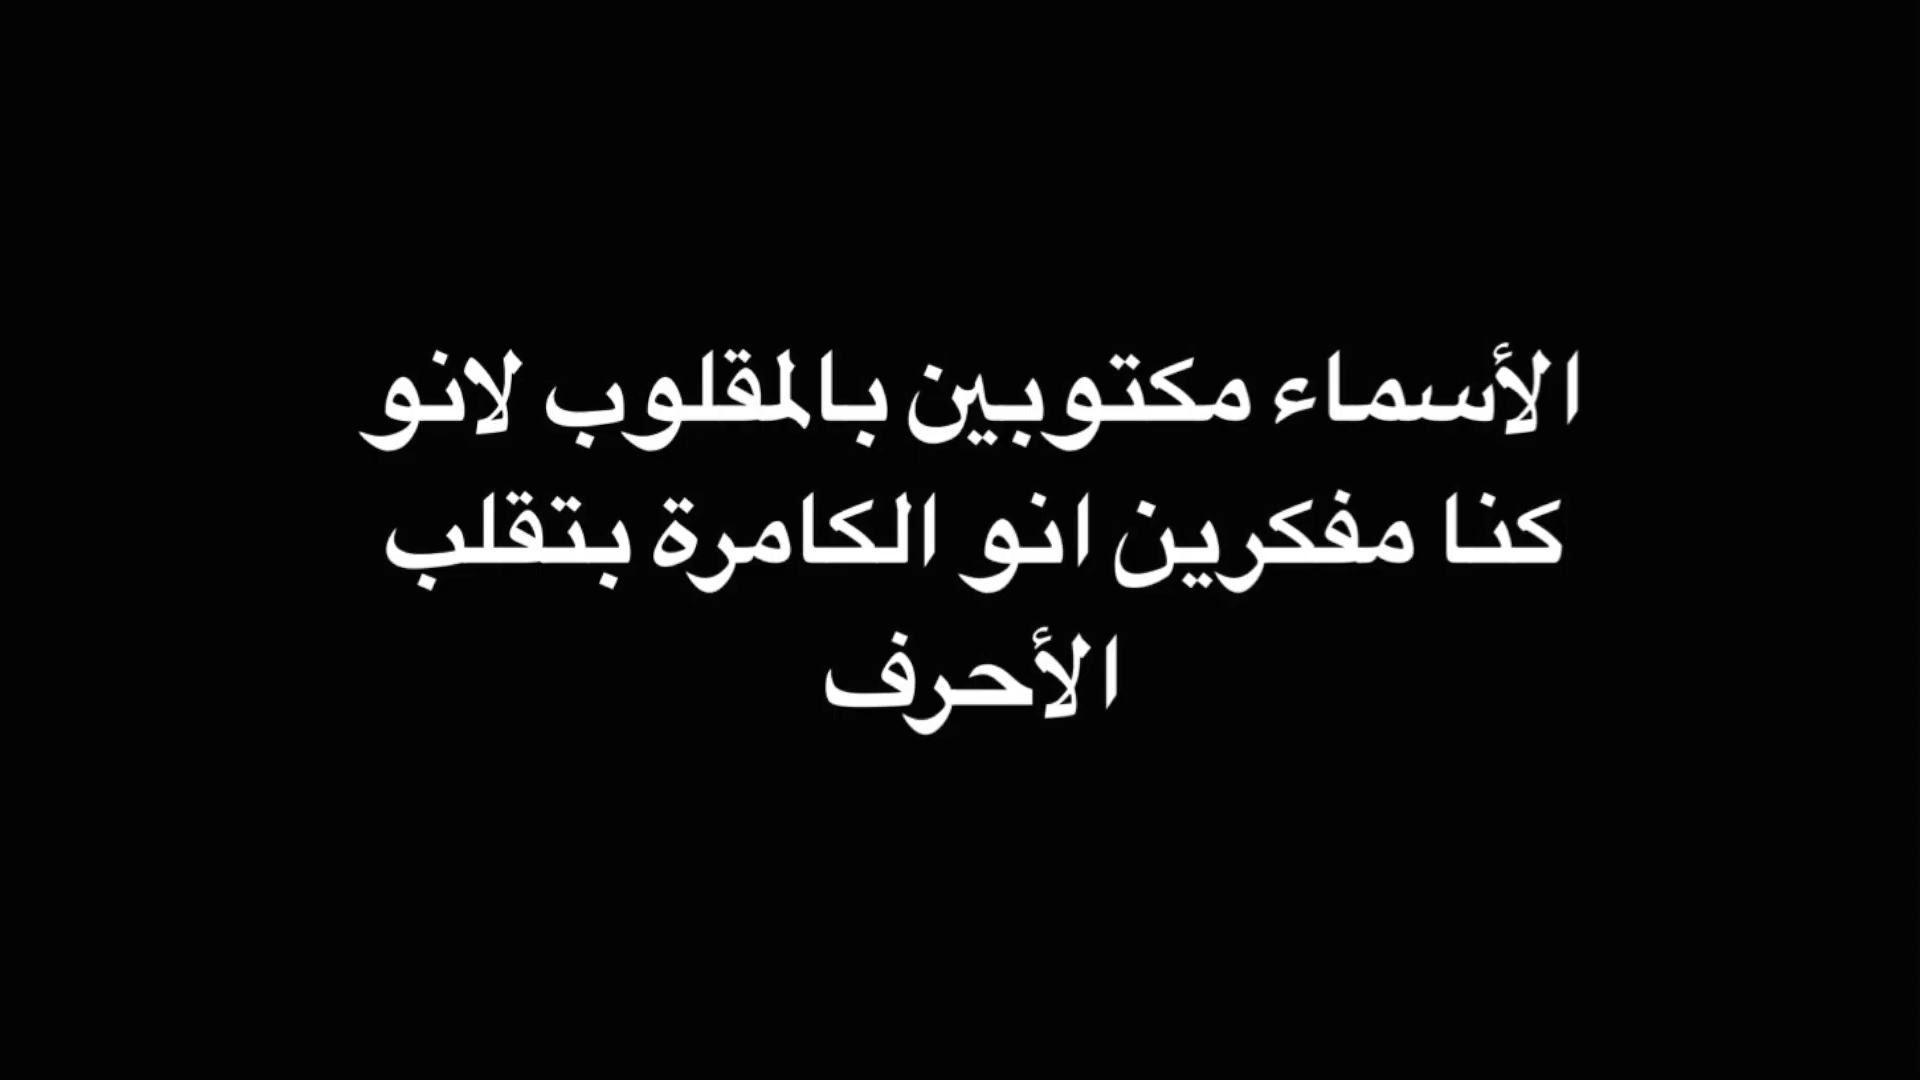 الأسماء مكتوبين بالمقلوب لانو
كنا مفكرين انو الكامرة بتقلب
الأحرف